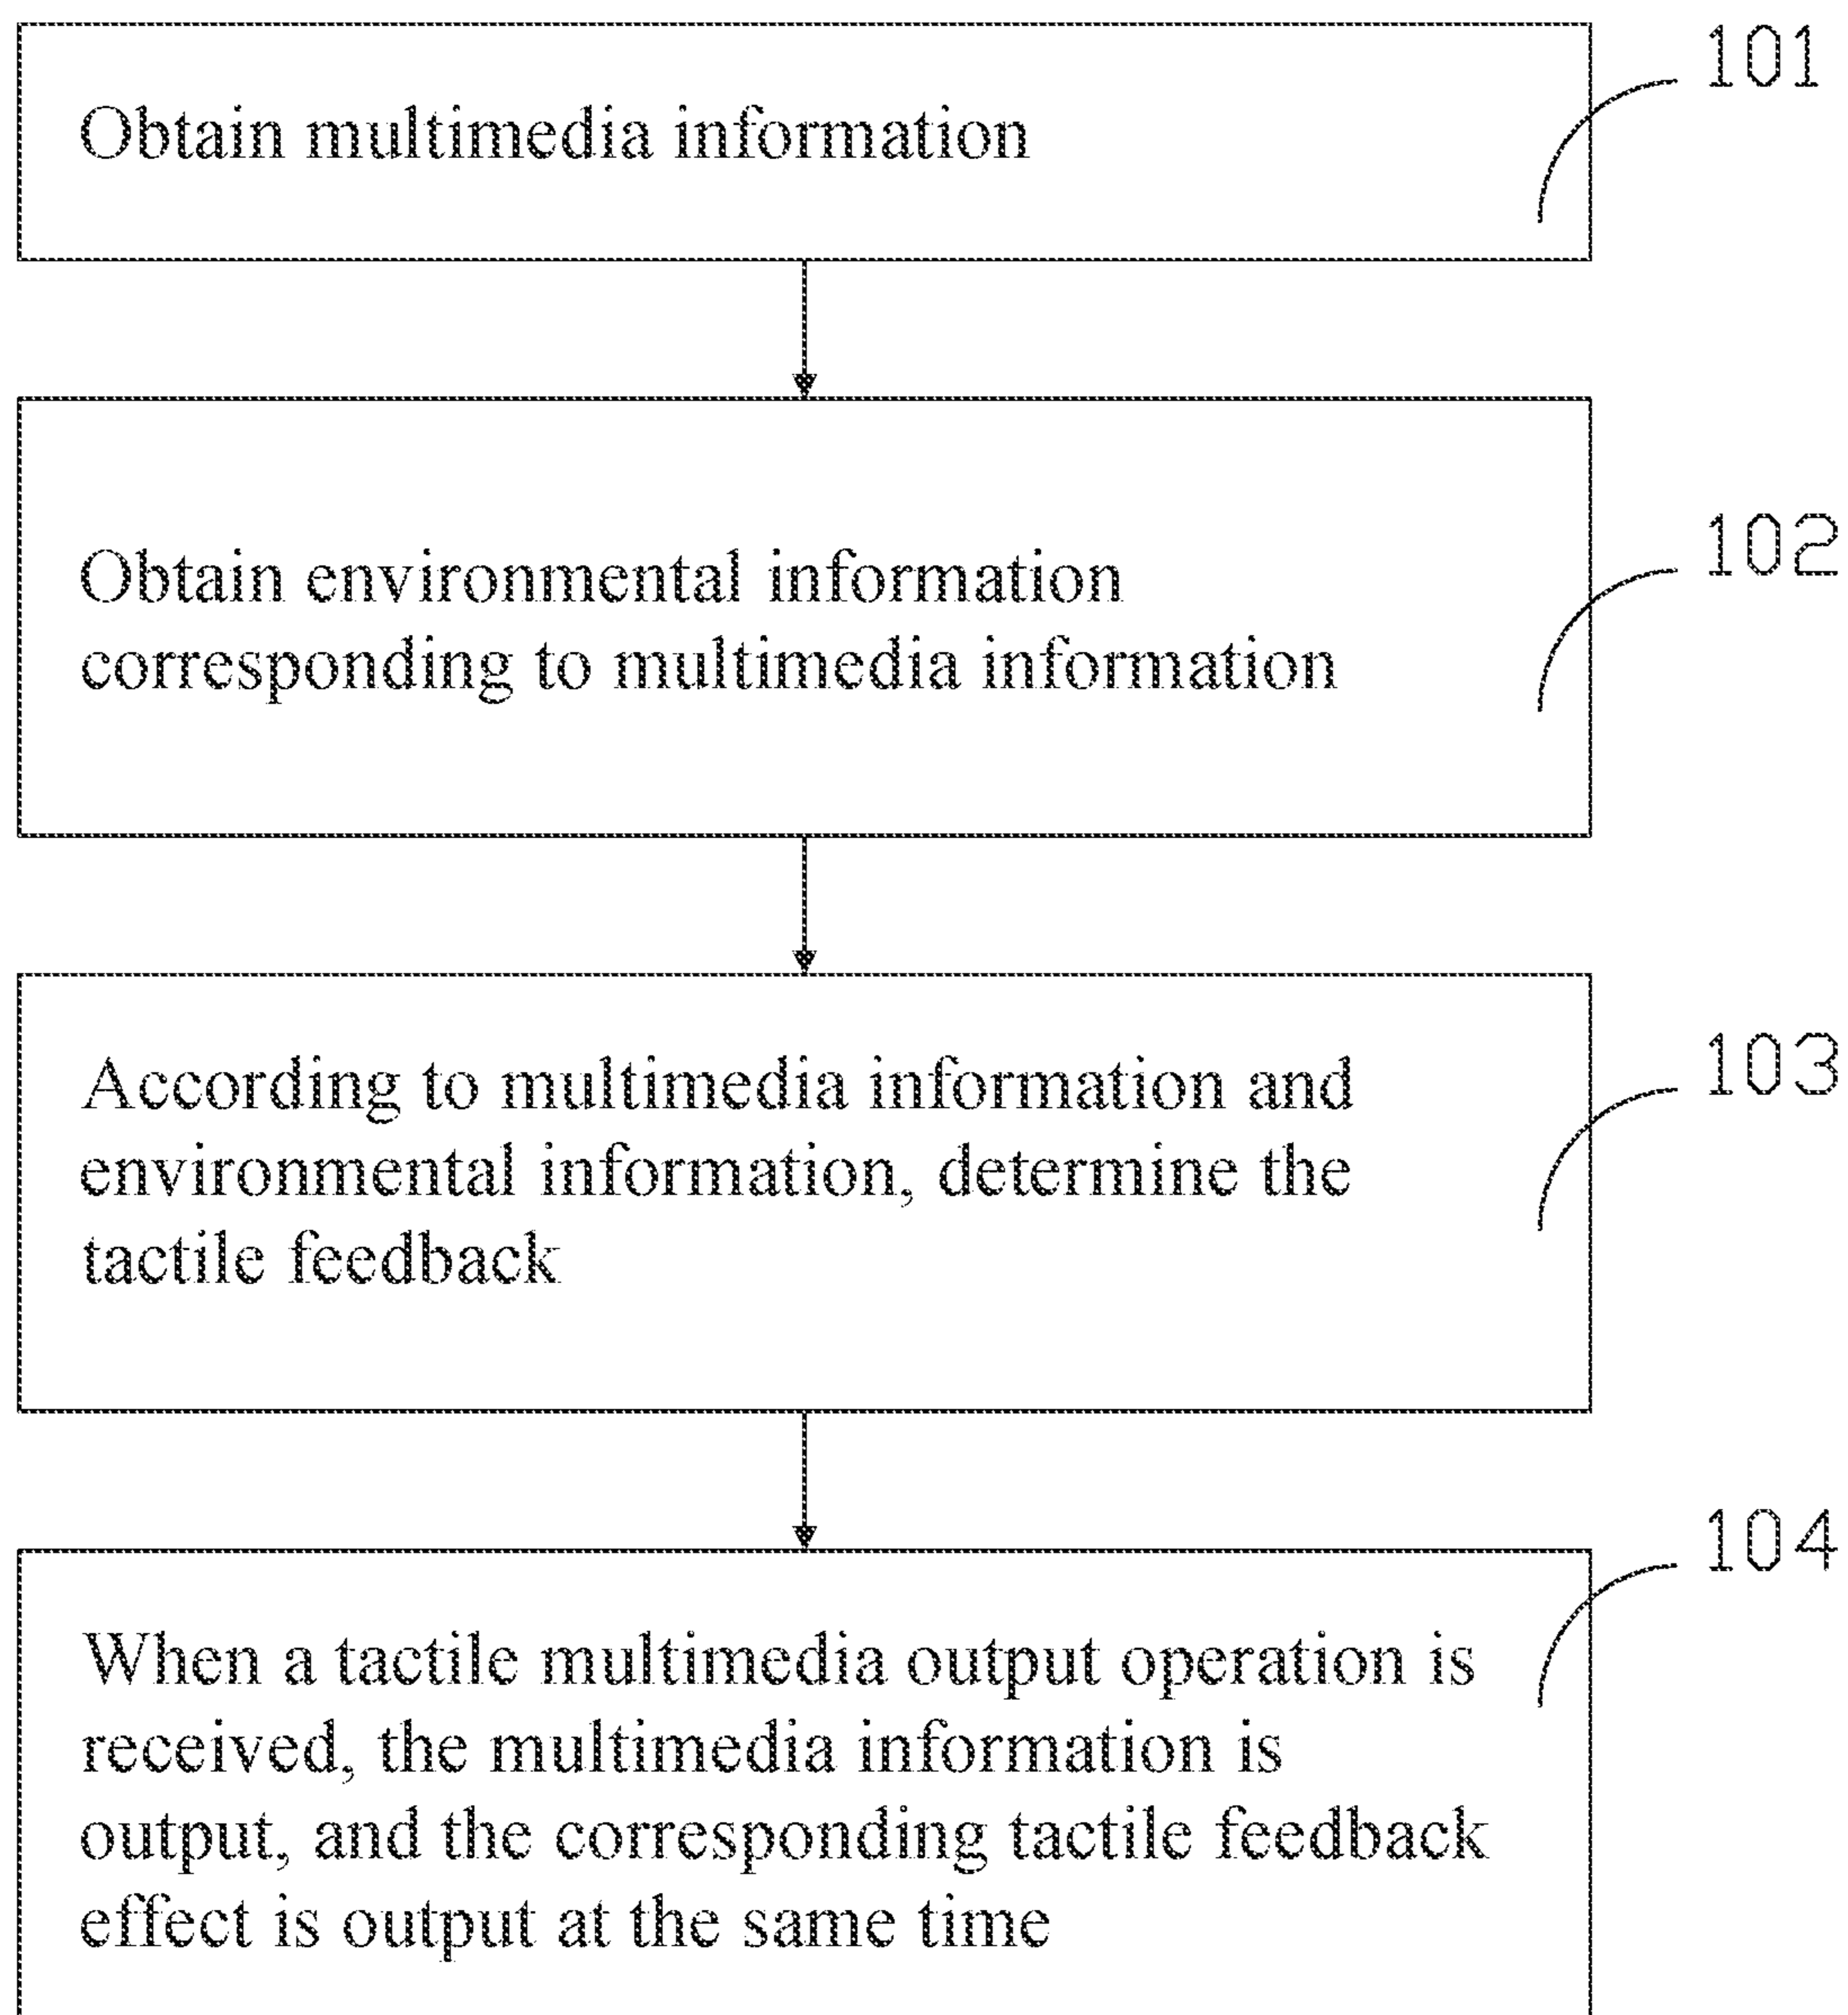 101
Obtain multimedia information
102
Obtain environmental information
corresponding to multimedia information
103
According to multimedia information and
environmental information, determine the
tactile feedback
104
When a tactile multimedia output operation is
received, the multimedia information is
output, and the corresponding tactile feedback
effect is output at the same time